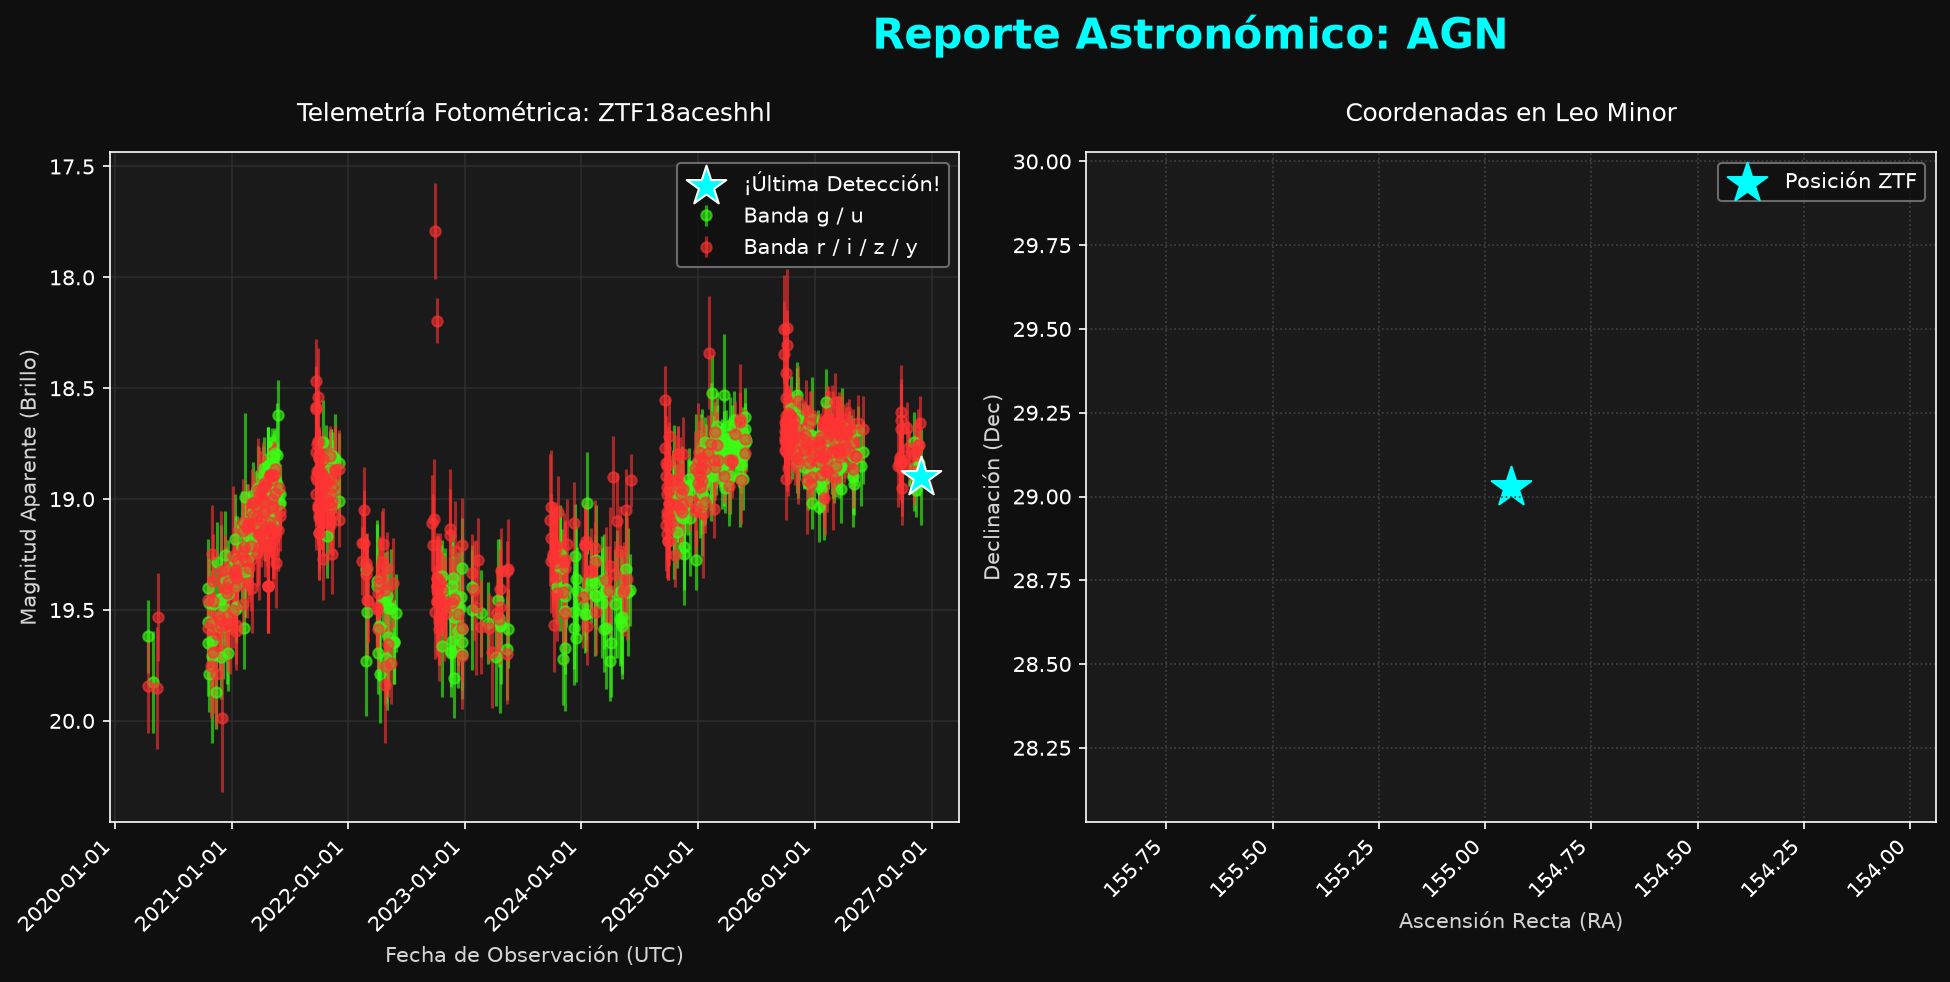 Reporte Astronómico: AGN
Telemetría Fotométrica: ZTF18aceshhl
¡Última Detección!
Banda g / u
Banda r / i / z / y
Magnitud Aparente (Brillo)
17.5
18.0
18.5
19.0
19.5
20.0
2020-01-01
2021-01-01
2022-01-01
2023-01-01
2024-01-01
2025-01-01
2026-01-01
2027-01-01
Fecha de Observación (UTC)
Coordenadas en Leo Minor
Posición ZTF
Declinación (Dec)
30.00
29.75
29.50
29.25
29.00
28.75
28.50
28.25
155.75
155.50
155.25
155.00
154.75
154.50
154.25
154.00
Ascensión Recta (RA)